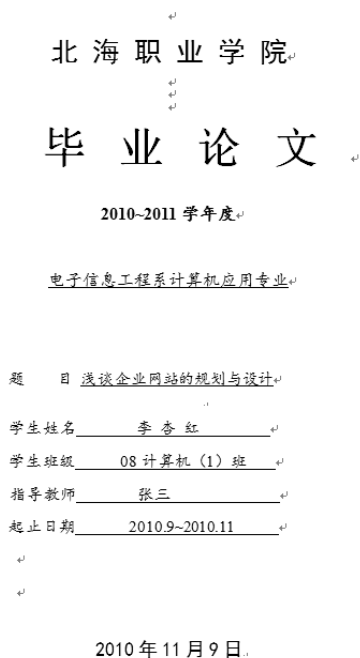 北海职业学院
毕业论文
2010~2011 学年度
电子信息工程系计算机应用专业
题 目 浅谈企业网站的规划与设计
学生姓名 李 杏 红
学生班级 08 计算机（1）班
指导教师 张三
起止日期 2010.9~2010.11
2010 年 11 月 9 日